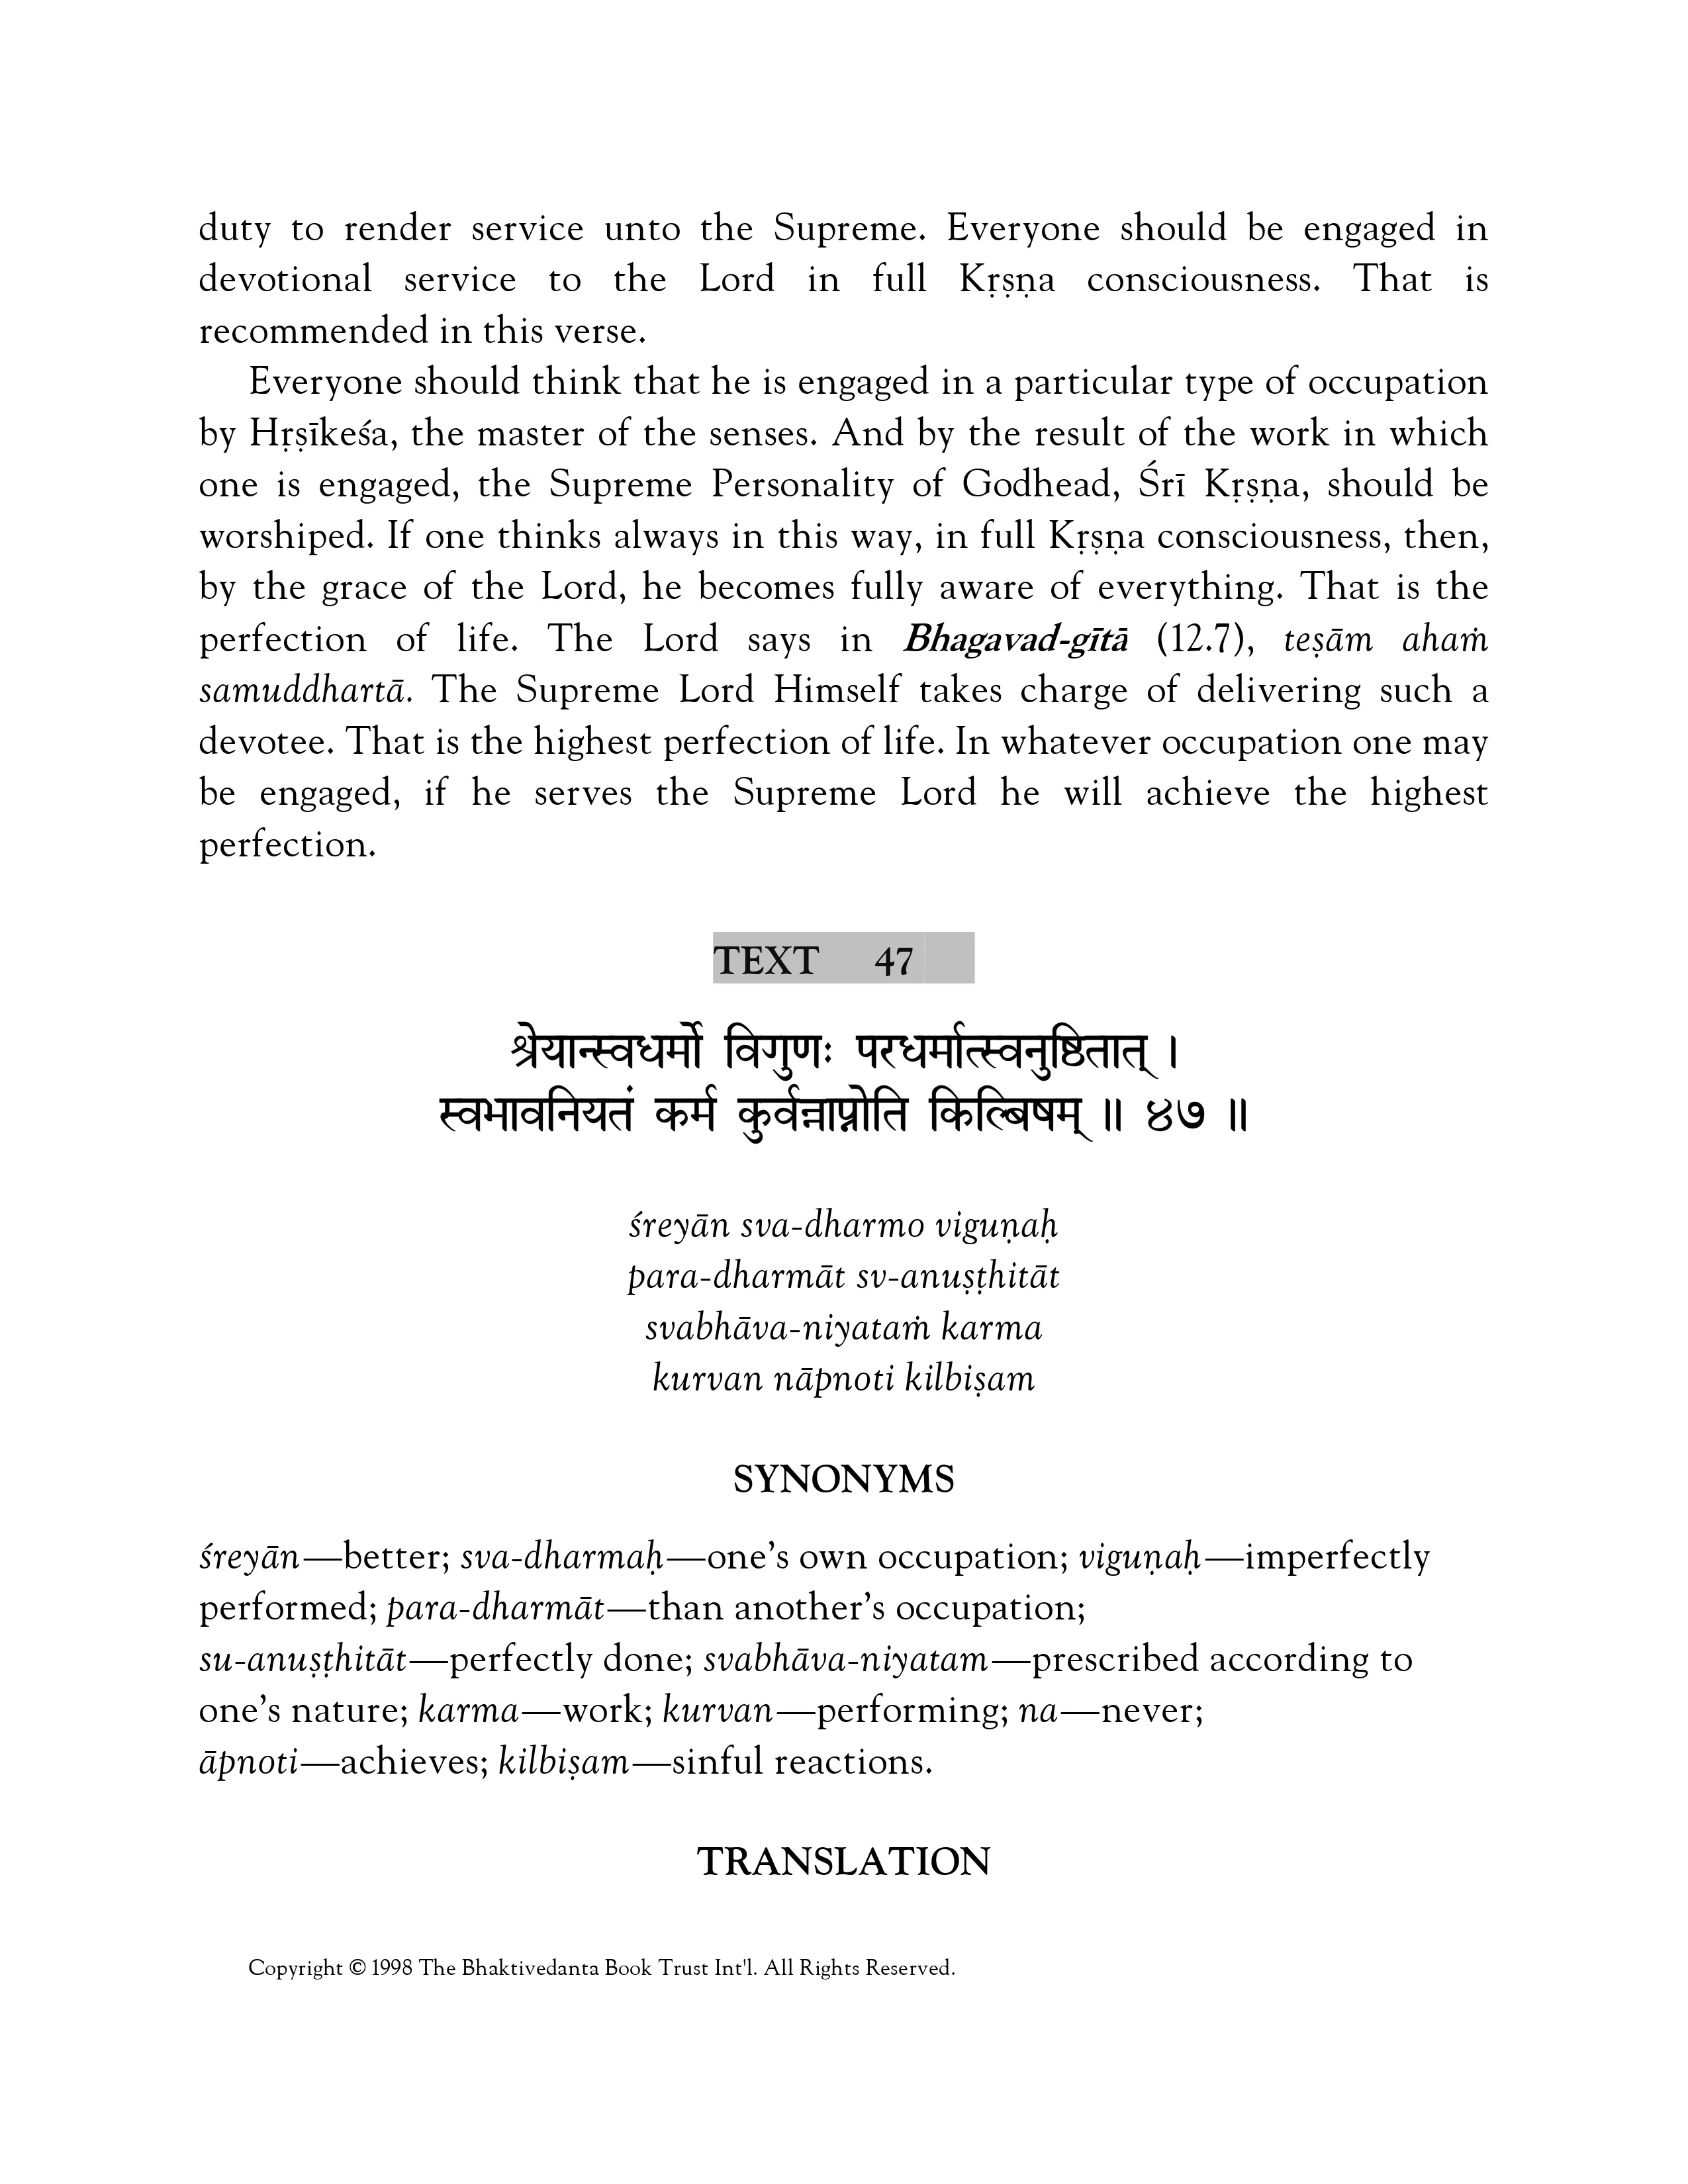 duty to render service unto the Supreme. Everyone should be engaged in
devotional service to the Lord in full Kṛṣṇa consciousness. That is
recommended in this verse.
Everyone should think that he is engaged in a particular type of occupation
by Hṛṣīkeśa, the master of the senses. And by the result of the work in which
one is engaged, the Supreme Personality of Godhead, Śrī Kṛṣṇa, should be
worshiped. If one thinks always in this way, in full Kṛṣṇa consciousness, then,
by the grace of the Lord, he becomes fully aware of everything. That is the
perfection of life. The Lord says in Bhagavad-gītā (12.7), teṣām ahaṁ
samuddhartā. The Supreme Lord Himself takes charge of delivering such a
devotee. That is the highest perfection of life. In whatever occupation one may
be engaged, if he serves the Supreme Lord he will achieve the highest
perfection.
TEXT 47
श्रेयान्स्वधर्मो विगुणः परधर्मात्स्वनुष्ठितात् ।
स्वभावनियतं कर्म कुर्वन्नाप्नोति किल्बिषम् ॥ ४७ ॥
śreyān sva-dharmo viguṇaḥ
para-dharmāt sv-anuṣṭhitāt
svabhāva-niyataṁ karma
kurvan nāpnoti kilbiṣam
SYNONYMS
śreyān—better; sva-dharmaḥ—one’s own occupation; viguṇaḥ—imperfectly
performed; para-dharmāt—than another’s occupation;
su-anuṣṭhitāt—perfectly done; svabhāva-niyatam—prescribed according to
one’s nature; karma—work; kurvan—performing; na—never;
āpnoti—achieves; kilbiṣam—sinful reactions.
TRANSLATION
Copyright © 1998 The Bhaktivedanta Book Trust Int'l. All Rights Reserved.